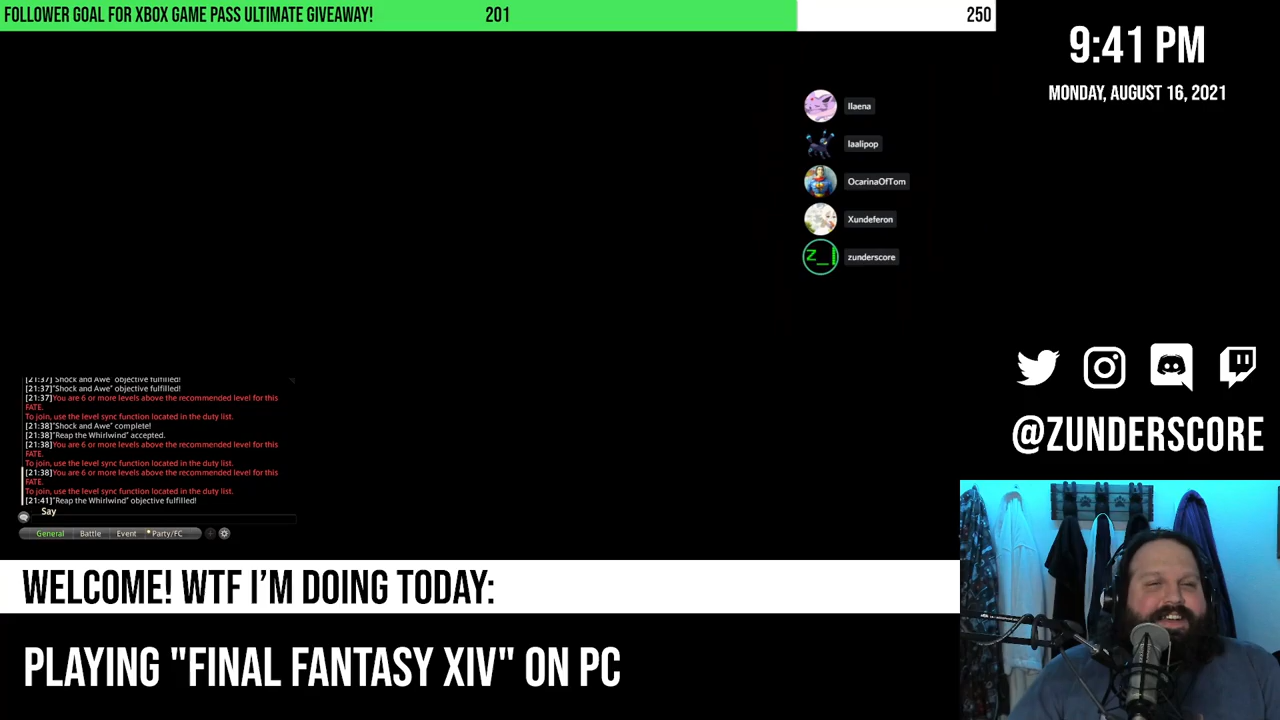 FOLLOWER GOAL FOR XBOX GAME PASS ULTIMATE GIVEAWAY! 201 250
9:41 PM
MONDAY, AUGUST 16, 2021
Ilaena
laalipop
OcarinaOfTom
Xundeferon
Z_ zunderscore
@ZUNDERSCORE
[21:37]"Shock and Awe" objective fulfilled!
[21:37]"Shock and Awe" objective fulfilled!
[21:37]You are 6 or more levels above the recommended level for this
FATE.
To join, use the level sync function located in the duty list.
[21:38]"Shock and Awe" complete!
[21:38]"Reap the Whirlwind" accepted.
[21:38]You are 6 or more levels above the recommended level for this
FATE.
To join, use the level sync function located in the duty list.
[21:38]You are 6 or more levels above the recommended level for this
FATE.
To join, use the level sync function located in the duty list.
[21:41]"Reap the Whirlwind" objective fulfilled!
Say
General Battle Event Party/FC
WELCOME! WTF I'M DOING TODAY:
PLAYING "FINAL FANTASY XIV" ON PC